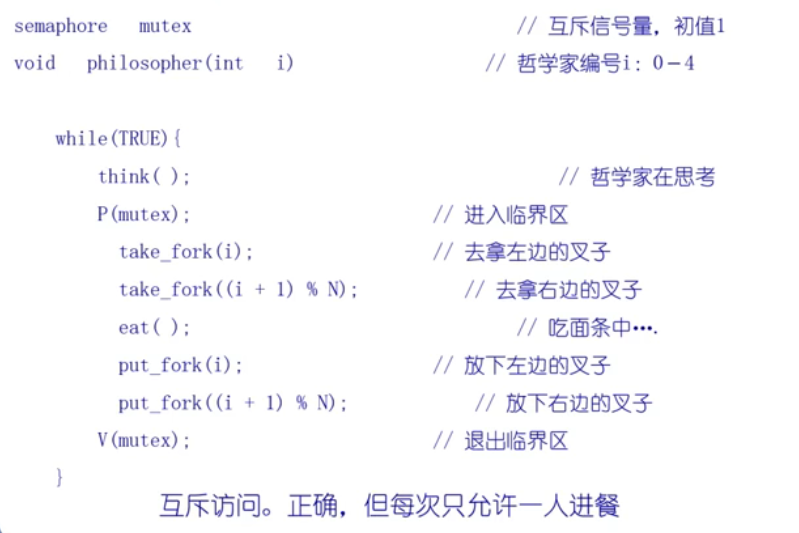 semaphore mutex // 互斥信号量，初值1
void philosopher(int i) // 哲学家编号i: 0－4
while(TRUE){
think( ); // 哲学家在思考
P(mutex); // 进入临界区
take_fork(i); // 去拿左边的叉子
take_fork((i + 1) % N); // 去拿右边的叉子
eat( ); // 吃面条中….
put_fork(i); // 放下左边的叉子
put_fork((i + 1) % N); // 放下右边的叉子
V(mutex); // 退出临界区
}
互斥访问。正确，但每次只允许一人进餐